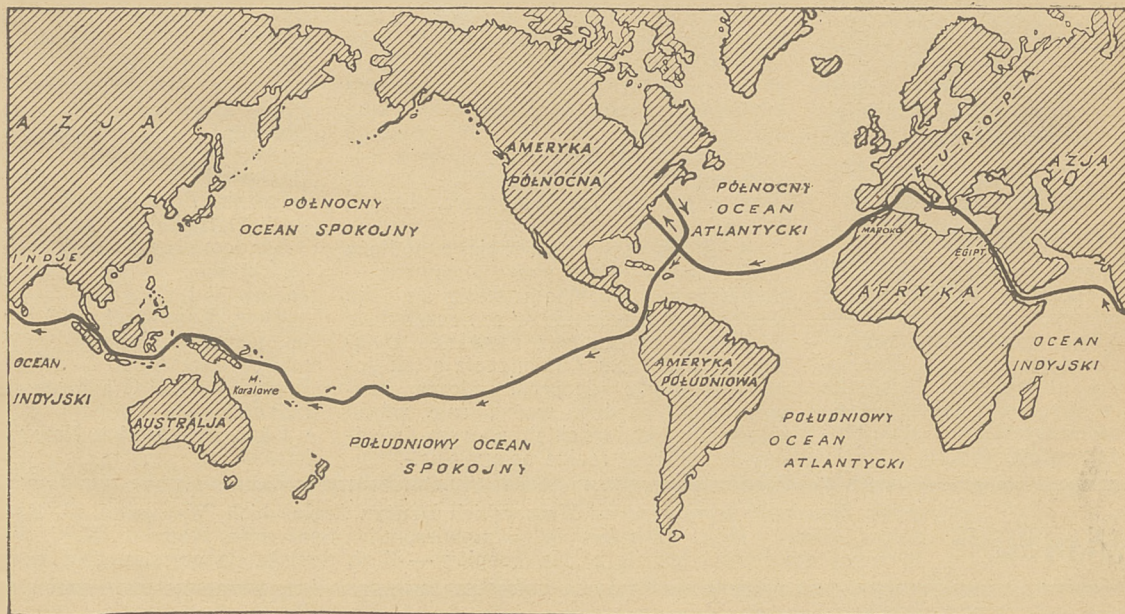 AZJA
AMERYKA
PÓŁNOCNA
EUROPA
AZJA
PÓŁNOCNY
OCEAN SPOKOJNY
PÓŁNOCNY
OCEAN
ATLANTYCKI
MAROKO
EGIPT
INDJE
AFRYKA
OCEAN
INDYJSKI
M.
Koralowe
AUSTRALJA
AMERYKA
POŁUDNIOWA
OCEAN
INDYJSKI
POŁUDNIOWY OCEAN
SPOKOJNY
POŁUDNIOWY
OCEAN
ATLANTYCKI